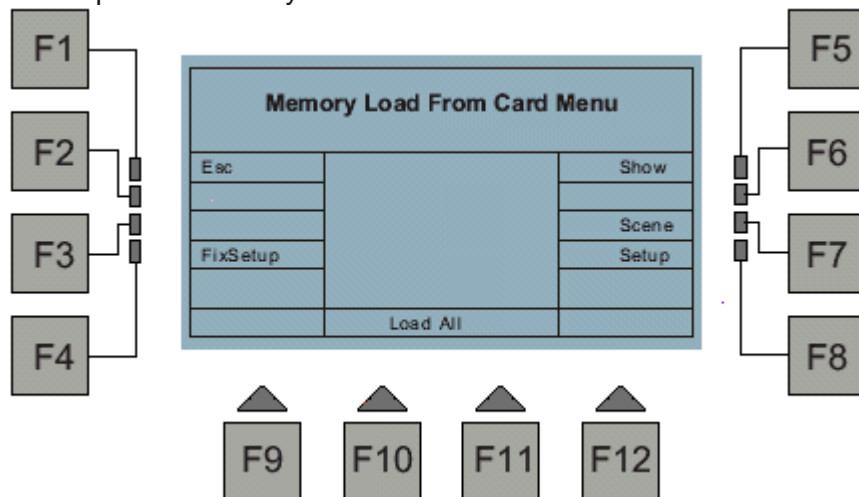 F1
F5
Memory Load From Card Menu
F2
F6
Esc
Show
Scene
F3
F7
FixSetup
Setup
Load All
F4
F8
F9
F10
F11
F12